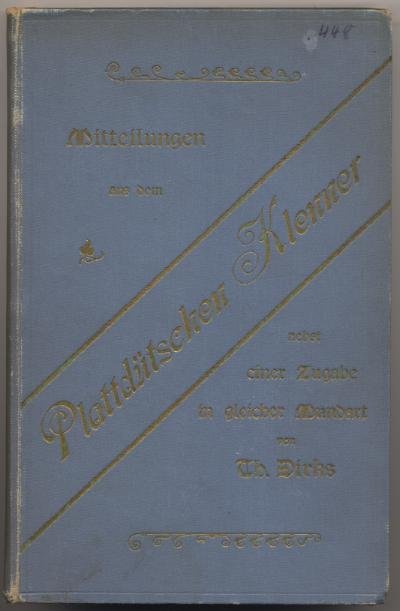 448
Mitteilungen
aus dem
Plattdütschen Klenner
nebst
einer Zugabe
in gleicher Mundart
von
Th. Dirks